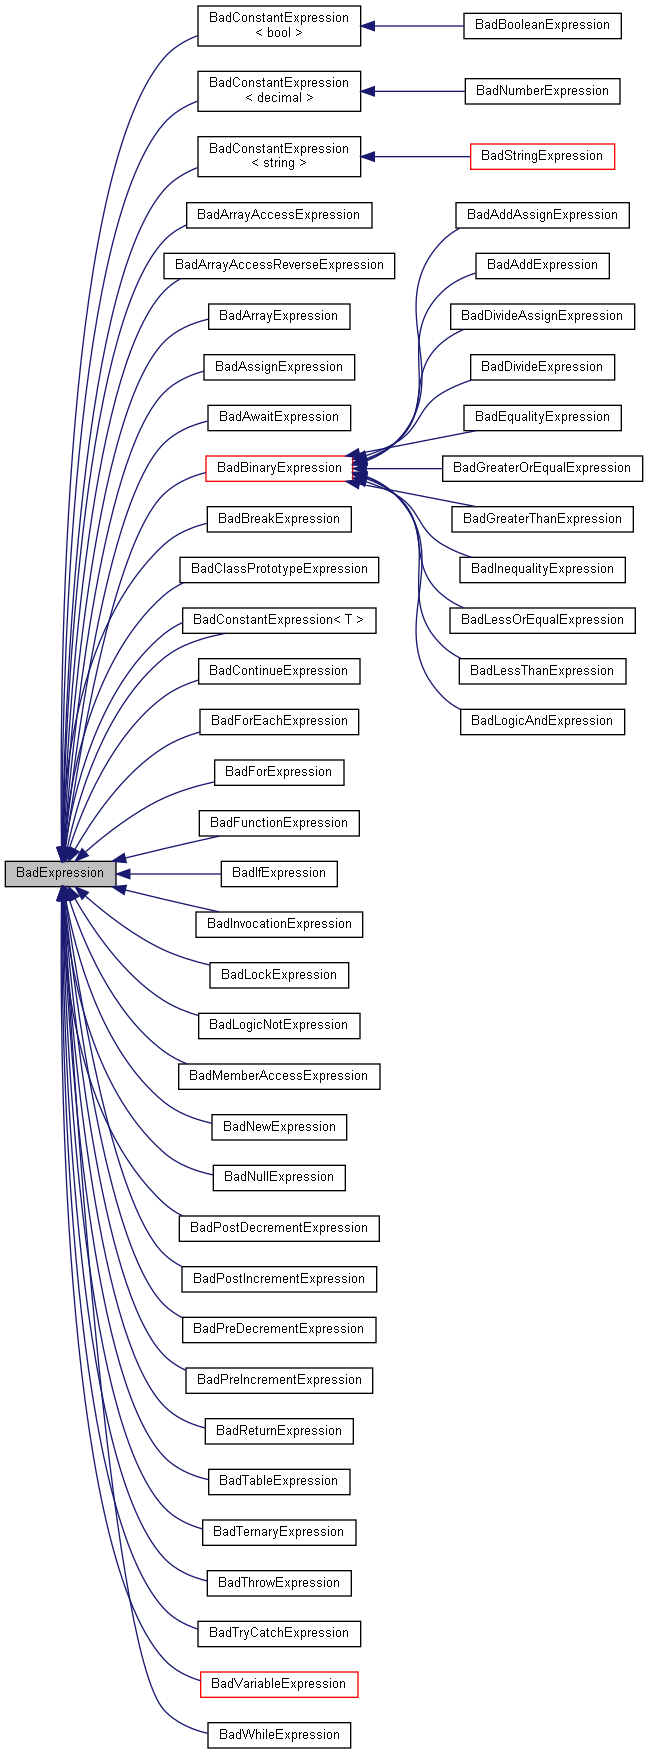 BadConstantExpression
< bool >
BadBooleanExpression
BadConstantExpression
< decimal >
BadNumberExpression
BadConstantExpression
< string >
BadStringExpression
BadArrayAccessExpression
BadAddAssignExpression
BadArrayAccessReverseExpression
BadAddExpression
BadArrayExpression
BadDivideAssignExpression
BadAssignExpression
BadDivideExpression
BadAwaitExpression
BadEqualityExpression
BadBinaryExpression
BadGreaterOrEqualExpression
BadBreakExpression
BadGreaterThanExpression
BadClassPrototypeExpression
BadInequalityExpression
BadConstantExpression< T >
BadLessOrEqualExpression
BadContinueExpression
BadLessThanExpression
BadForEachExpression
BadLogicAndExpression
BadForExpression
BadFunctionExpression
BadExpression
BadIfExpression
BadInvocationExpression
BadLockExpression
BadLogicNotExpression
BadMemberAccessExpression
BadNewExpression
BadNullExpression
BadPostDecrementExpression
BadPostIncrementExpression
BadPreDecrementExpression
BadPreIncrementExpression
BadReturnExpression
BadTableExpression
BadTernaryExpression
BadThrowExpression
BadTryCatchExpression
BadVariableExpression
BadWhileExpression